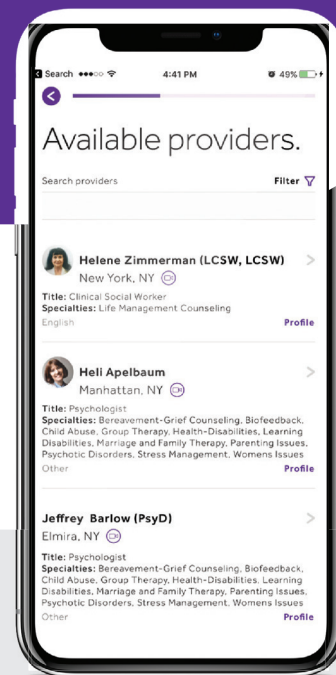 Search
4:41 PM
49%
Available providers.
Search providers
Filter
Helene Zimmerman (LCSW, LCSW)
New York, NY
Title: Clinical Social Worker
Specialties: Life Management Counseling
English
Profile
Heli Apelbaum
Manhattan, NY
Title: Psychologist
Specialties: Bereavement-Grief Counseling, Biofeedback,
Child Abuse, Group Therapy, Health-Disabilities, Learning
Disabilities, Marriage and Family Therapy, Parenting Issues,
Psychotic Disorders, Stress Management, Womens Issues
Other
Profile
Jeffrey Barlow (PsyD)
Elmira, NY
Title: Psychologist
Specialties: Bereavement-Grief Counseling, Biofeedback,
Child Abuse, Group Therapy, Health-Disabilities, Learning
Disabilities, Marriage and Family Therapy, Parenting Issues,
Psychotic Disorders, Stress Management, Womens Issues
Other
Profile